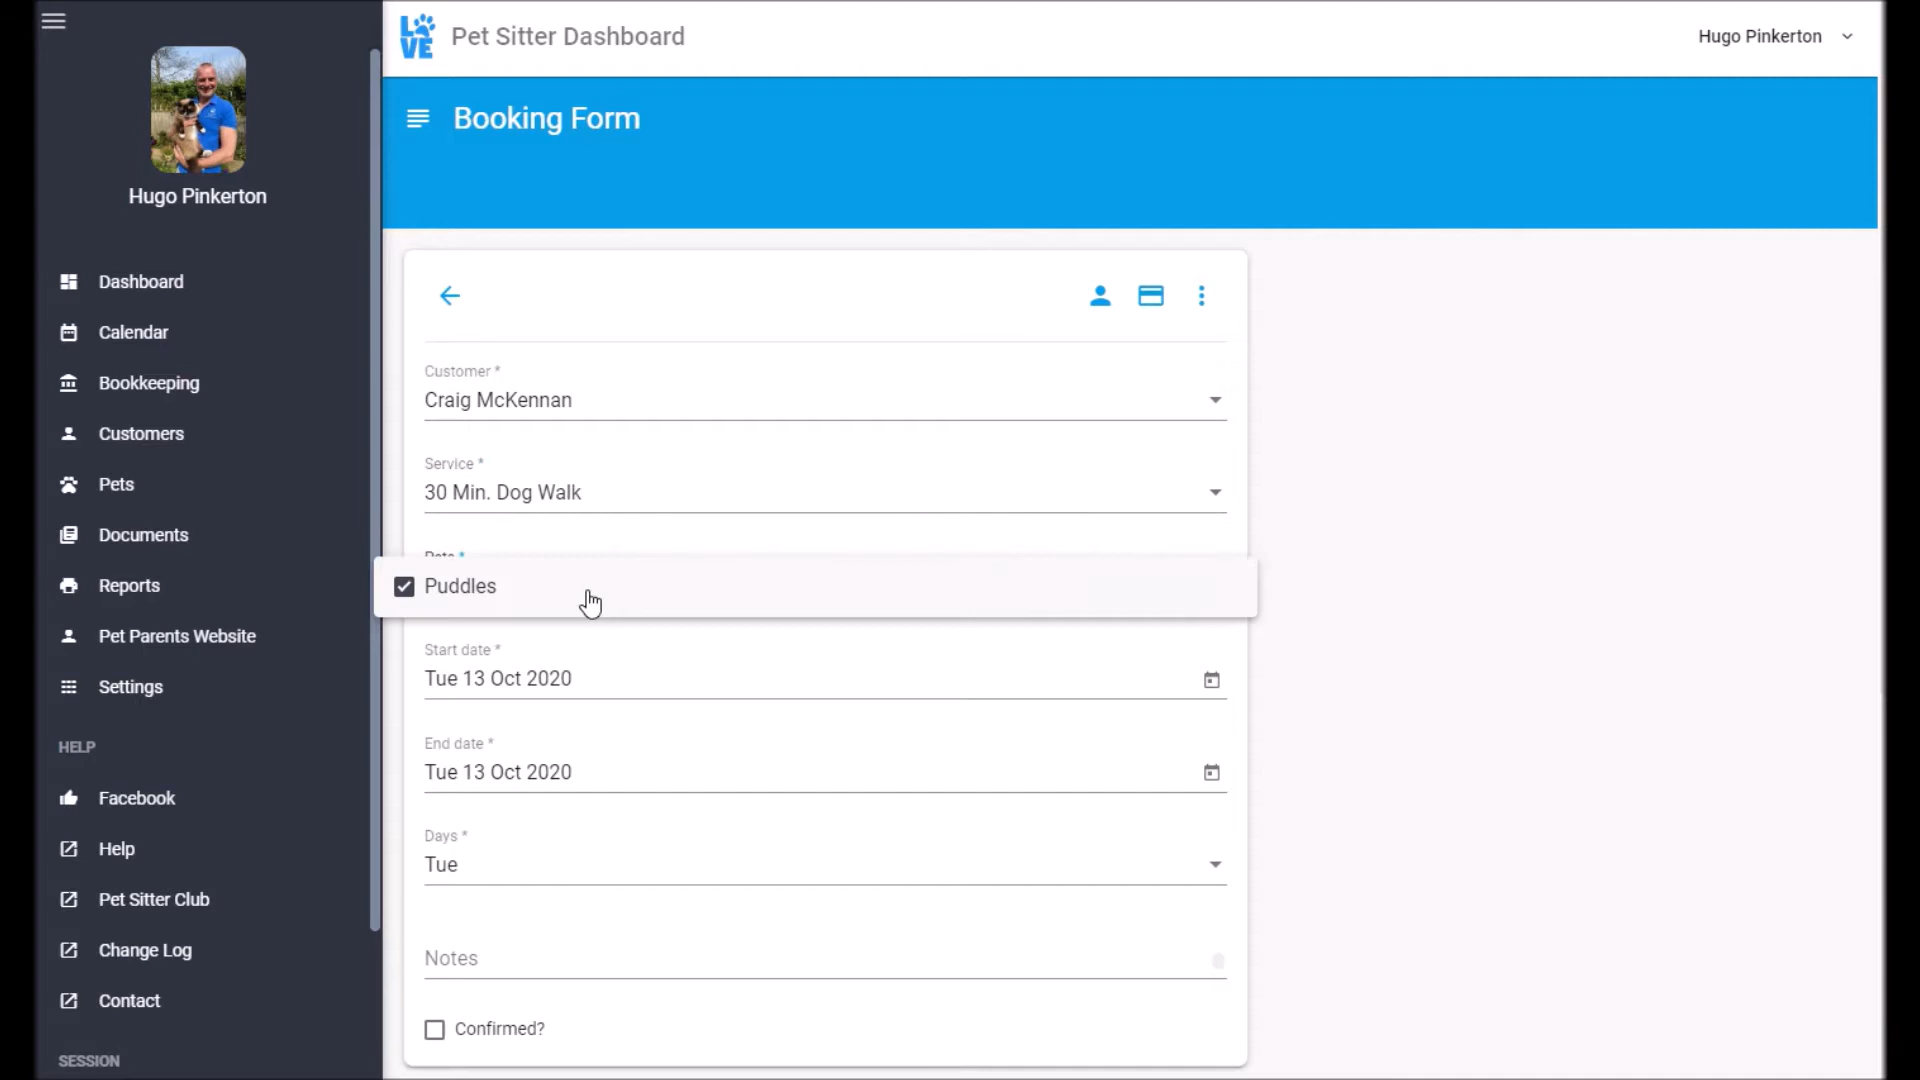 LOVE
Pet Sitter Dashboard
Hugo Pinkerton
Booking Form
Hugo Pinkerton
Dashboard
Calendar
Bookkeeping
Customers
Pets
Documents
Reports
Pet Parents Website
Settings
HELP
Facebook
Help
Pet Sitter Club
Change Log
Contact
SESSION
Customer *
Craig McKennan
Service *
30 Min. Dog Walk
Pets *
Puddles
Start date *
Tue 13 Oct 2020
End date *
Tue 13 Oct 2020
Days *
Tue
Notes
Confirmed?